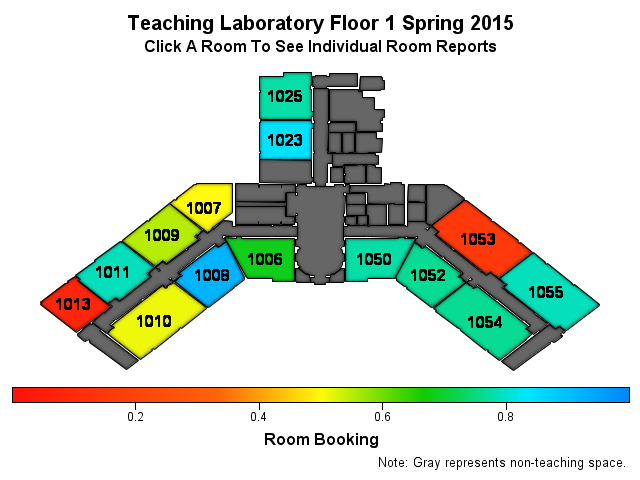 Teaching Laboratory Floor 1 Spring 2015
Click A Room To See Individual Room Reports
1025
1023
1007
1009
1011
1013
1008
1006
1010
1050
1052
1053
1055
1054
0.2 0.4 0.6 0.8
Room Booking
Note: Gray represents non-teaching space.